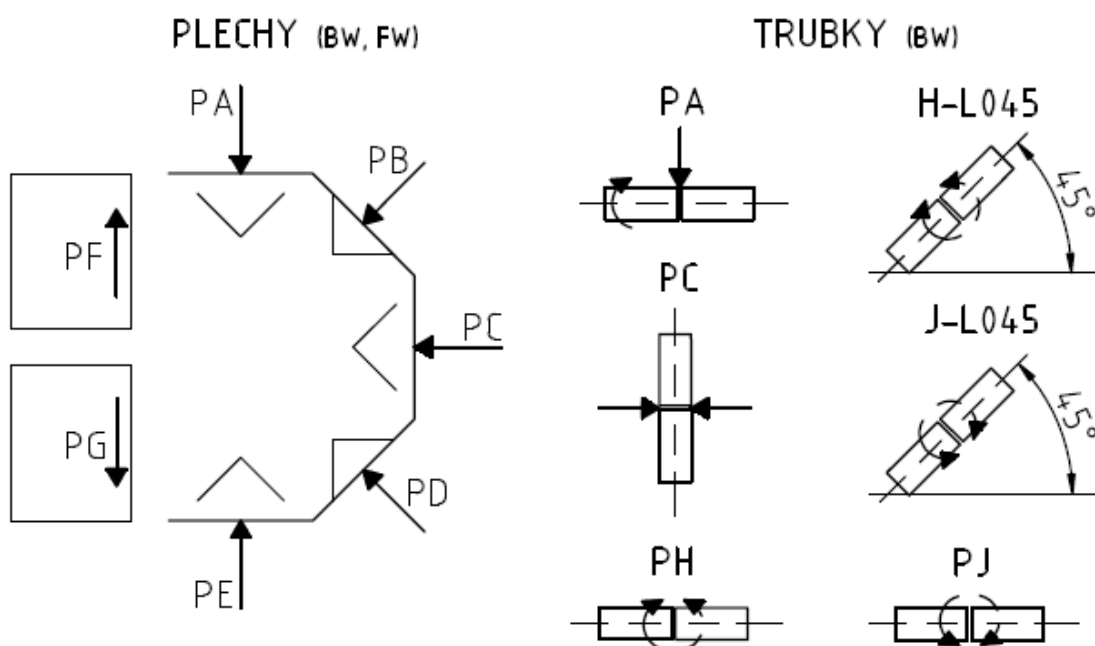 PLECHY (BW, FW)
PA
PB
PF
PC
PG
PD
PE
TRUBKY (BW)
PA
H-L045
45°
PC
J-L045
45°
PH
PJ